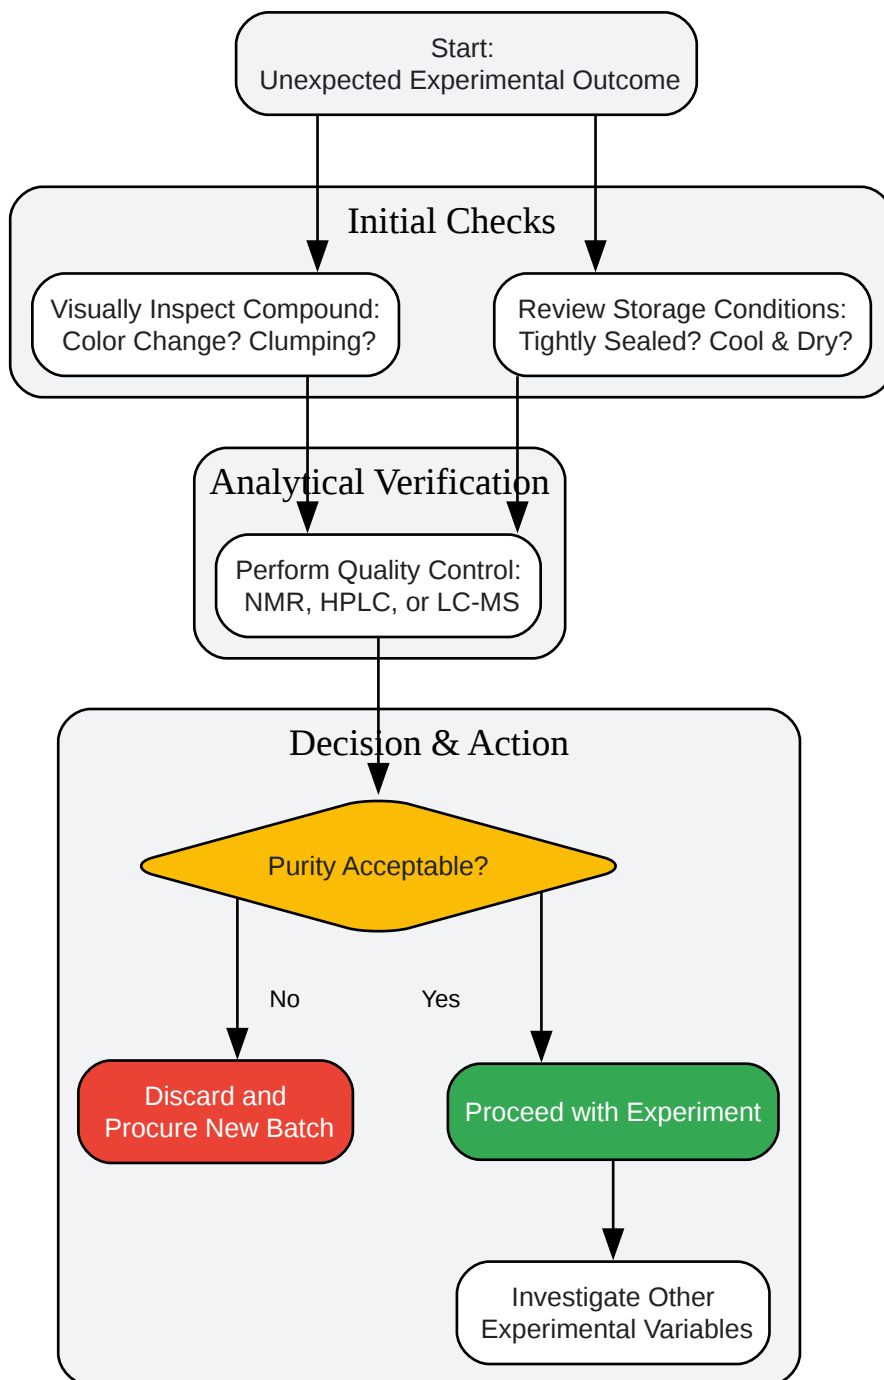 Start:
Unexpected Experimental Outcome
Initial Checks
Visually Inspect Compound:
Color Change? Clumping?
Review Storage Conditions:
Tightly Sealed? Cool & Dry?
Analytical Verification
Perform Quality Control:
NMR, HPLC, or LC-MS
Decision & Action
Purity Acceptable?
No
Yes
Discard and
Procure New Batch
Proceed with Experiment
Investigate Other
Experimental Variables